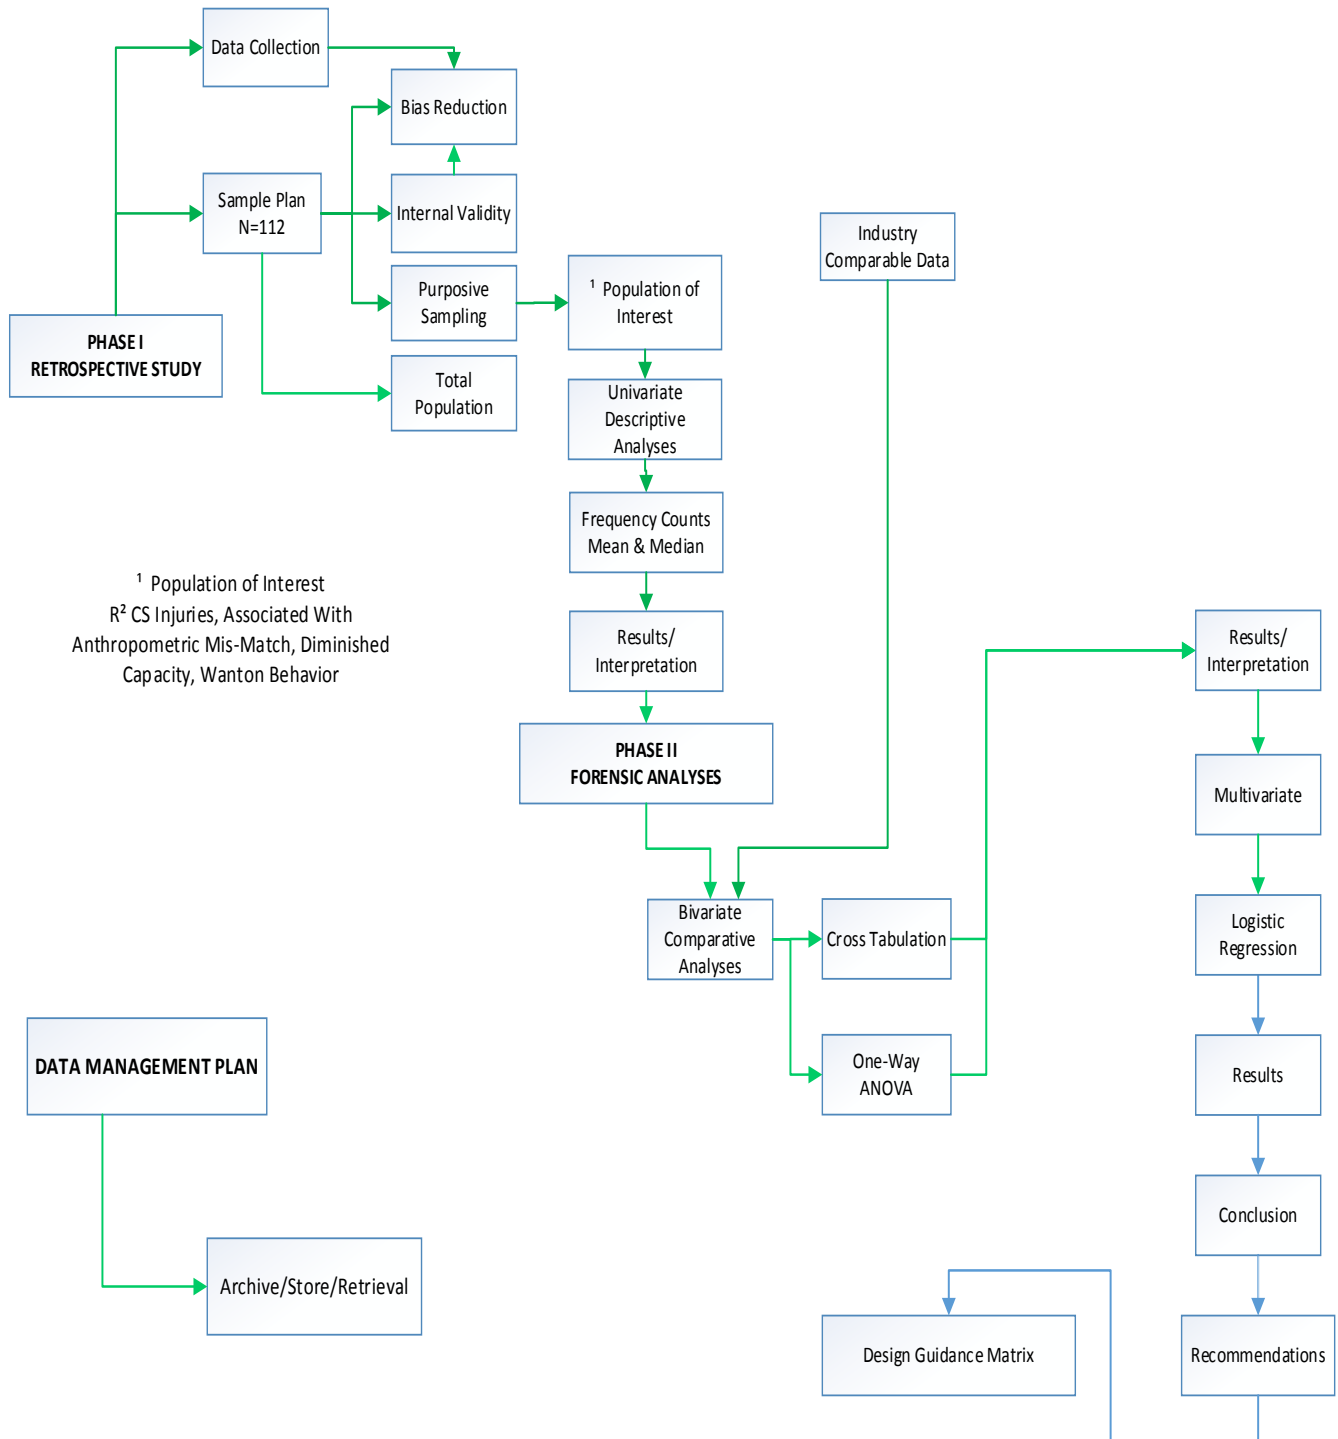 Data Collection
Bias Reduction
Sample Plan
N=112
Internal Validity
Purposive
Sampling
¹ Population of
Interest
Industry
Comparable Data
PHASE I
RETROSPECTIVE STUDY
Total
Population
Univariate
Descriptive
Analyses
Frequency Counts
Mean & Median
¹ Population of Interest
R² CS Injuries, Associated With
Anthropometric Mis-Match, Diminished
Capacity, Wanton Behavior
Results/
Interpretation
Results/
Interpretation
PHASE II
FORENSIC ANALYSES
Multivariate
Bivariate
Comparative
Analyses
Cross Tabulation
Logistic
Regression
DATA MANAGEMENT PLAN
One-Way
ANOVA
Results
Conclusion
Archive/Store/Retrieval
Design Guidance Matrix
Recommendations